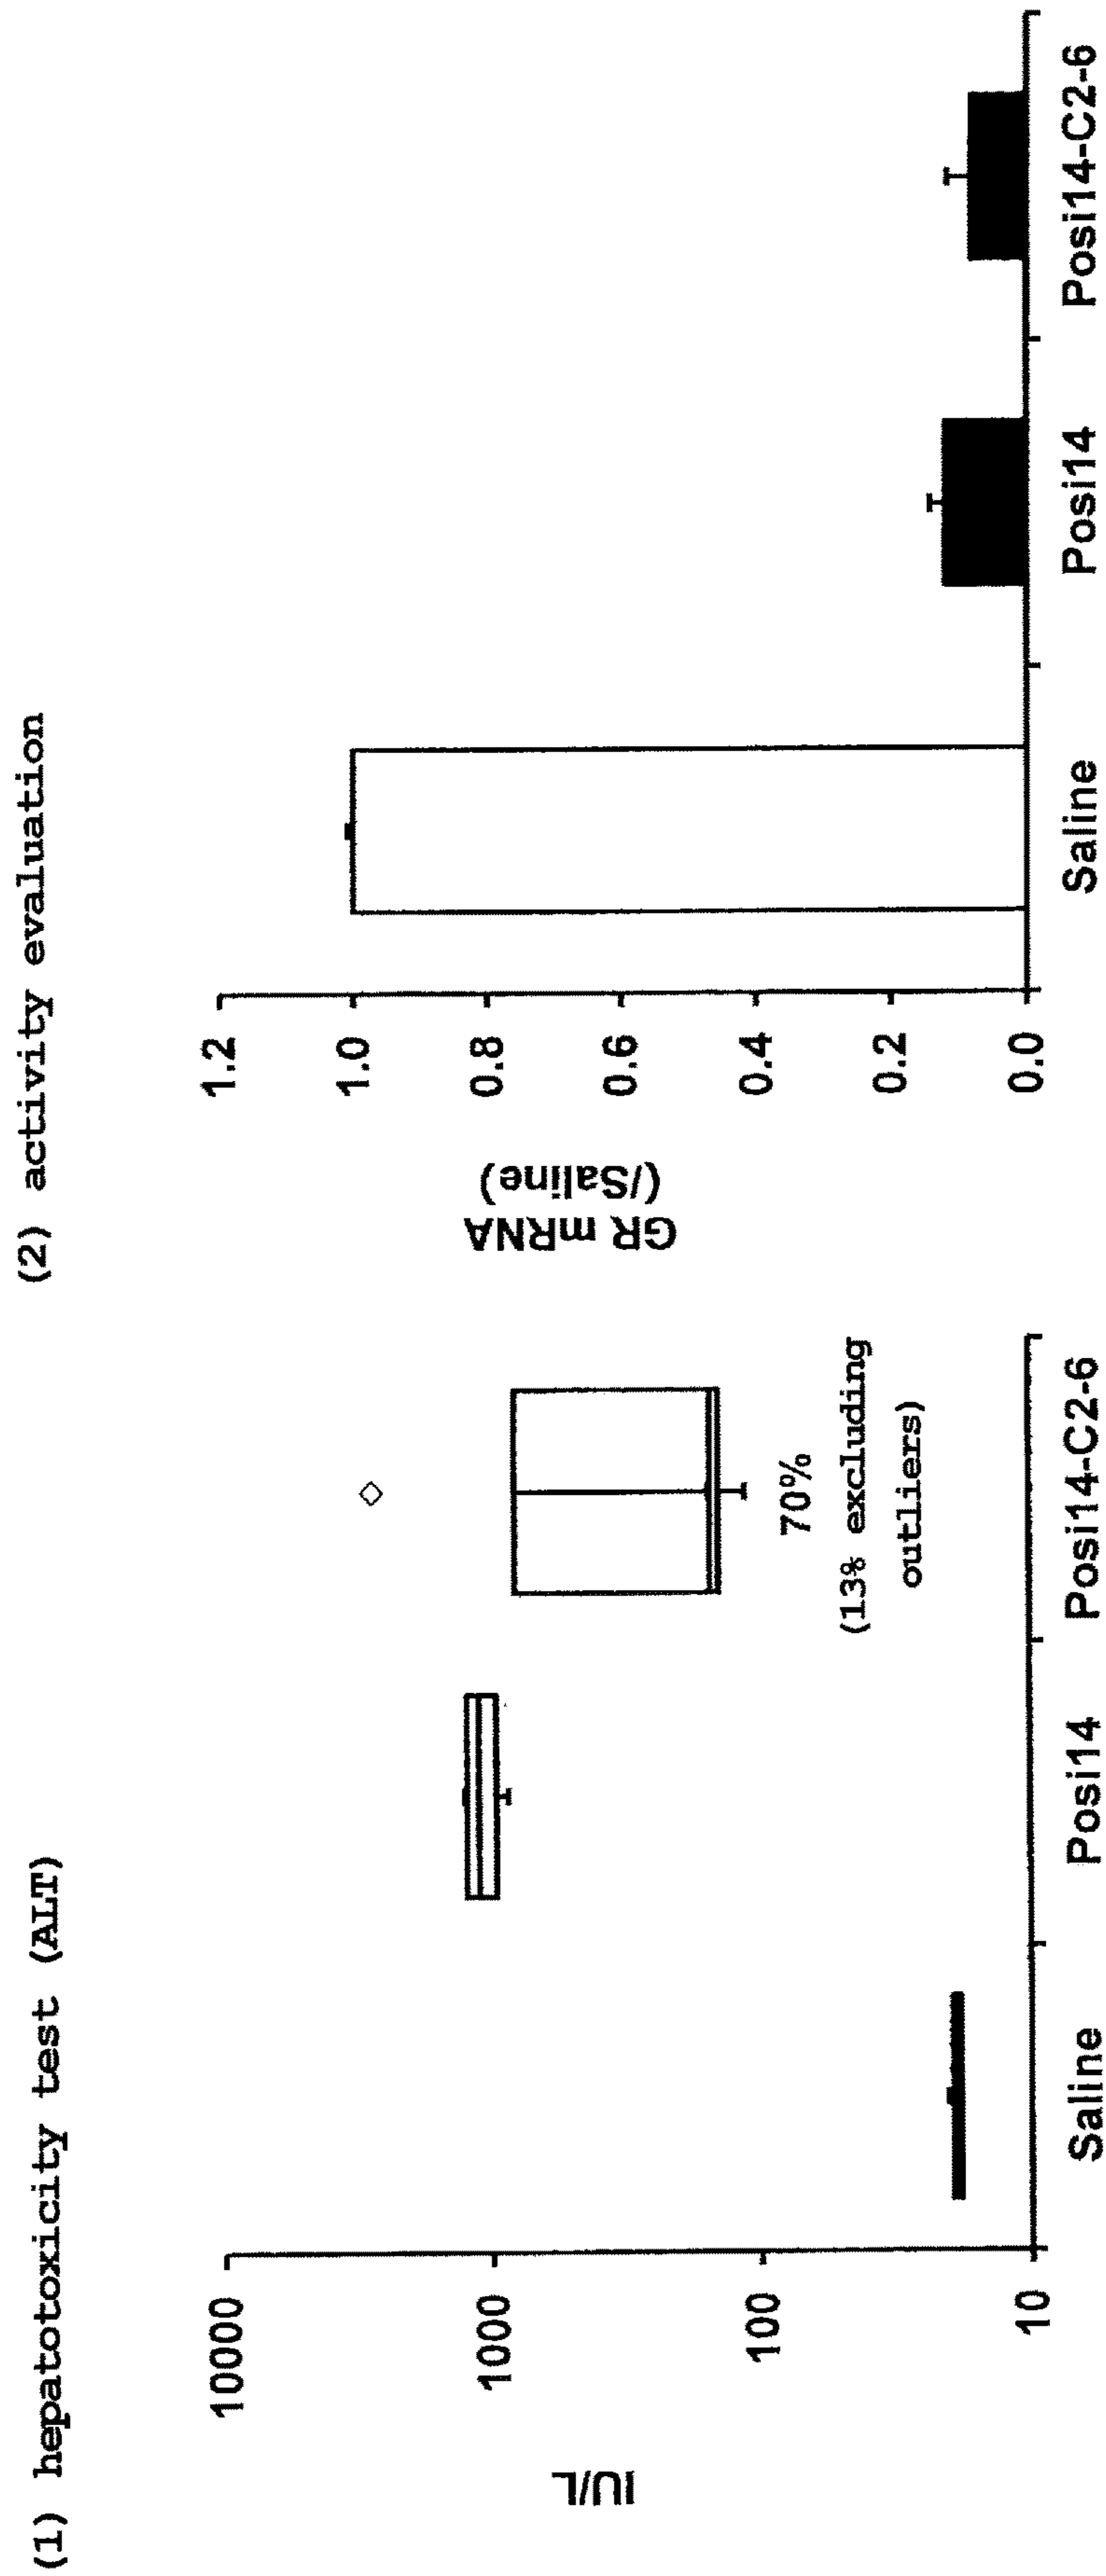 (1) hepatotoxicity test (ALT)
10000
1000
100
10
IU/L
70%
(13% excluding
outliers)
Saline
Posi14
Posi14-C2-6
(2) activity evaluation
GR mRNA
(/Saline)
1.2
1.0
0.8
0.6
0.4
0.2
0.0
Saline
Posi14
Posi14-C2-6